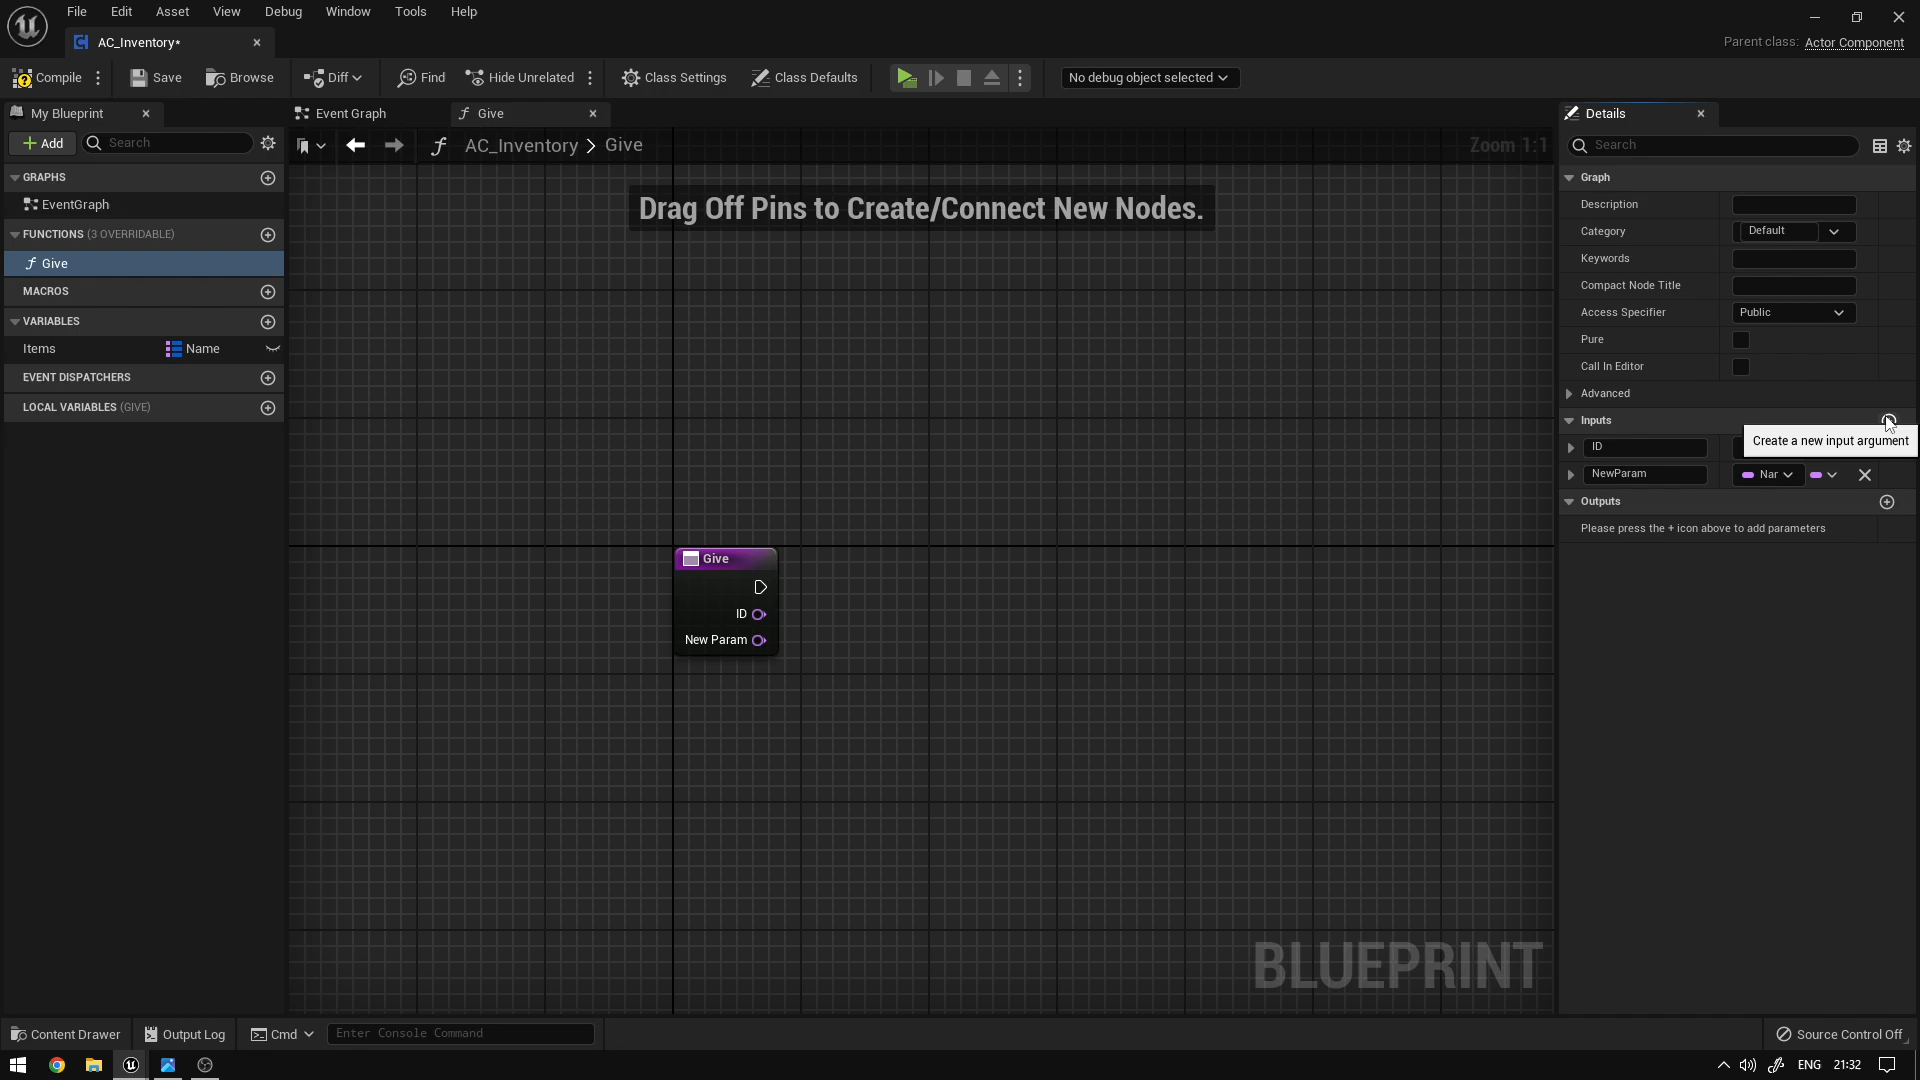 File Edit Asset View Debug Window Tools Help
AC_Inventory*
Parent class: Actor Component
Compile Save Browse Diff Find Hide Unrelated Class Settings Class Defaults No debug object selected
My Blueprint
Event Graph
Give
Details
Add
Search
AC_Inventory > Give
Zoom 1:1
Search
GRAPHS
EventGraph
FUNCTIONS (3 OVERRIDABLE)
Give
MACROS
VARIABLES
Items Name
EVENT DISPATCHERS
LOCAL VARIABLES (GIVE)
Drag Off Pins to Create/Connect New Nodes.
Give
ID
New Param
BLUEPRINT
Graph
Description
Category Default
Keywords
Compact Node Title
Access Specifier Public
Pure
Call In Editor
Advanced
Inputs
Create a new input argument
ID
NewParam Nar
Outputs
Please press the + icon above to add parameters
Content Drawer Output Log Cmd Enter Console Command
Source Control Off
ENG 21:32